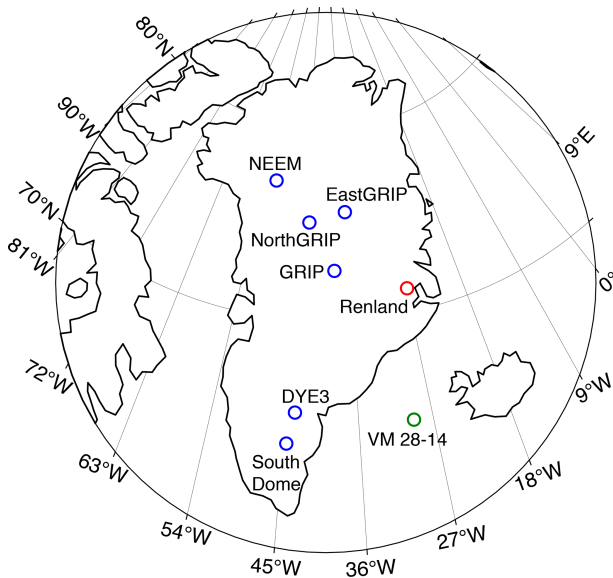 80°N
90°W
9°E
NEEM
EastGRIP
70°N
NorthGRIP
81°W
GRIP
0°
Renland
72°W
9°W
DYE3
VM 28-14
South
Dome
63°W
18°W
54°W
27°W
45°W
36°W